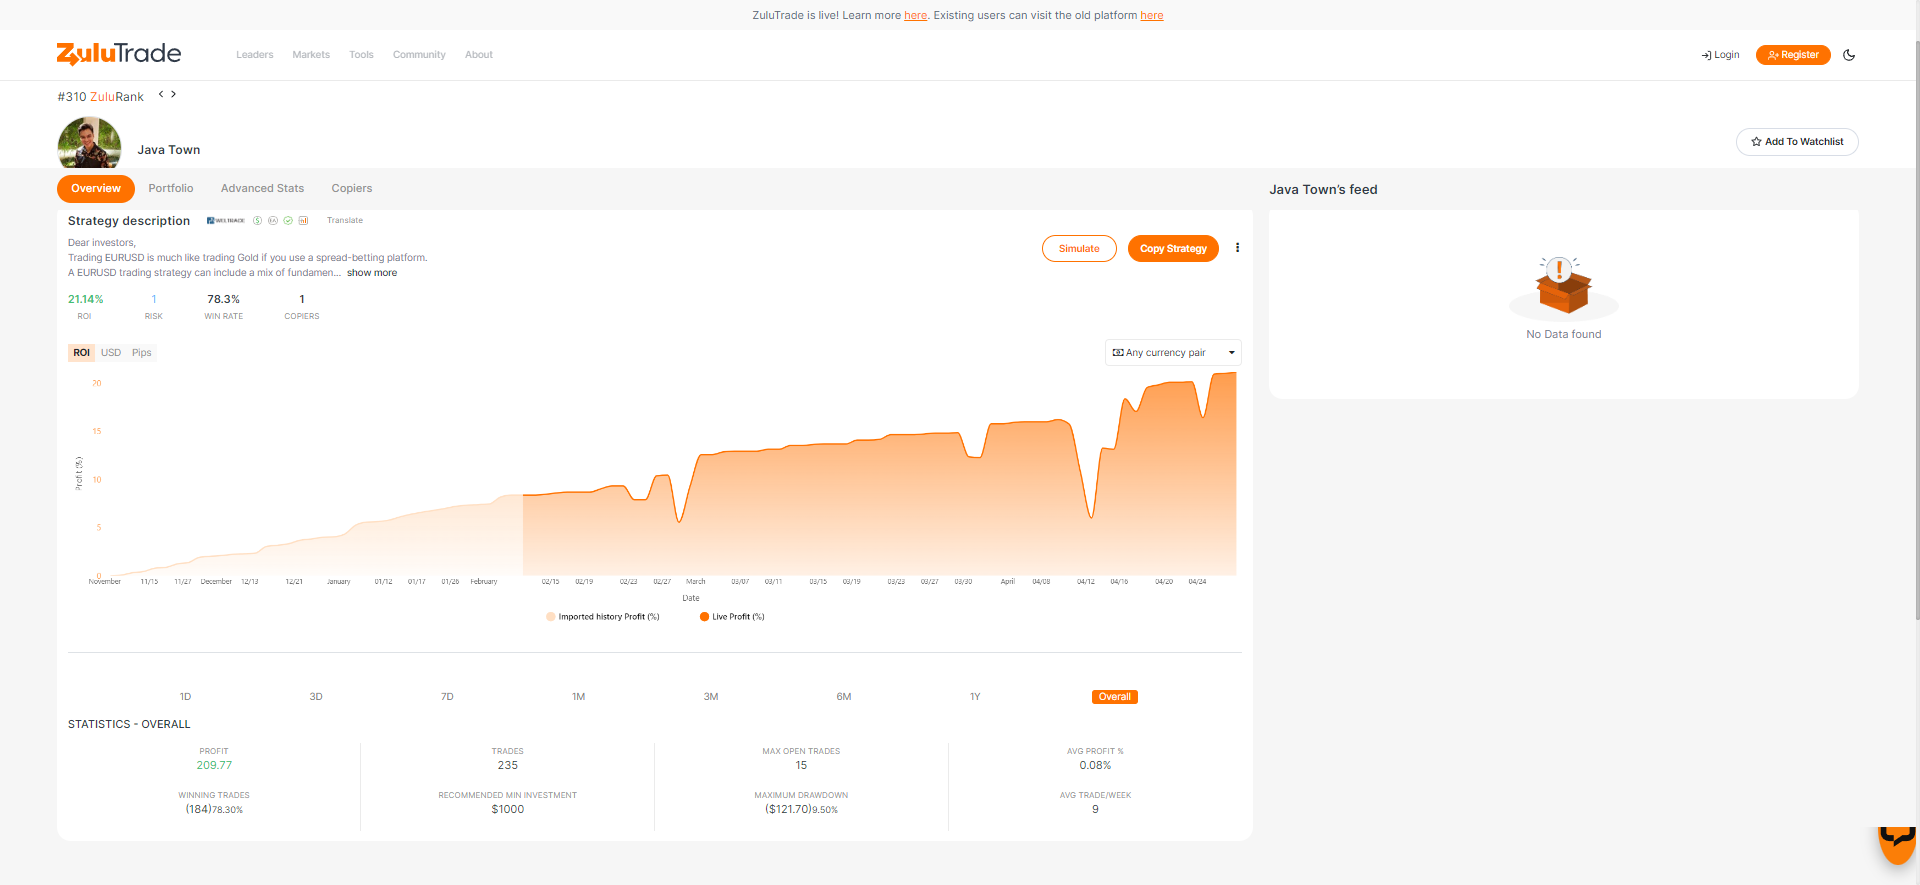 ZuluTrade is live! Learn more here. Existing users can visit the old platform here
ZuluTrade
Leaders Markets Tools Community About
Login Register
#310 ZuluRank
Java Town
Add To Watchlist
Overview Portfolio Advanced Stats Copiers
Java Town's feed
Strategy description
Translate
Dear investors,
Trading EURUSD is much like trading Gold if you use a spread-betting platform.
A EURUSD trading strategy can include a mix of fundamen... show more
Simulate Copy Strategy
21.14% 1 78.3% 1
ROI RISK WIN RATE COPIERS
No Data found
ROI USD Pips
Any currency pair
20
15
10
5
0
Profit (%)
November 11/15 11/27 December 12/13 12/21 January 01/12 01/17 01/26 February 02/15 02/19 02/23 02/27 March 03/07 03/11 03/15 03/19 03/23 03/27 03/30 April 04/08 04/12 04/16 04/20 04/24
Date
Imported history Profit (%) Live Profit (%)
1D 3D 7D 1M 3M 6M 1Y Overall
STATISTICS - OVERALL
PROFIT TRADES MAX OPEN TRADES AVG PROFIT %
209.77 235 15 0.08%
WINNING TRADES RECOMMENDED MIN INVESTMENT MAXIMUM DRAWDOWN AVG TRADE/WEEK
(184)78.30% $1000 ($121.70)9.50% 9